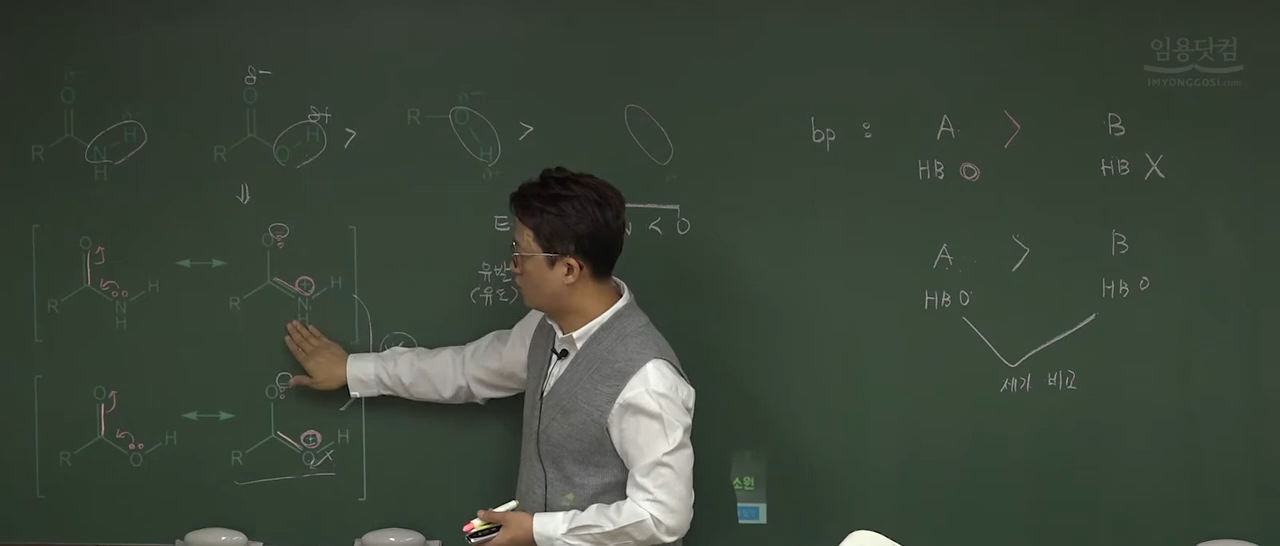 임용닷컴
IMYONGGOSI.com
O
R
N
H
H
δ-
O
R
O
H
δ+
>
R
O
H
>
bp : A > B
HB O HB X
A > B
HB O HB O
세기 비교
E N < O
유발
(유도
O
R
N
H
H
O
R
+
N
H
H
O
R
O
H
O
R
+
O
H
X
소원